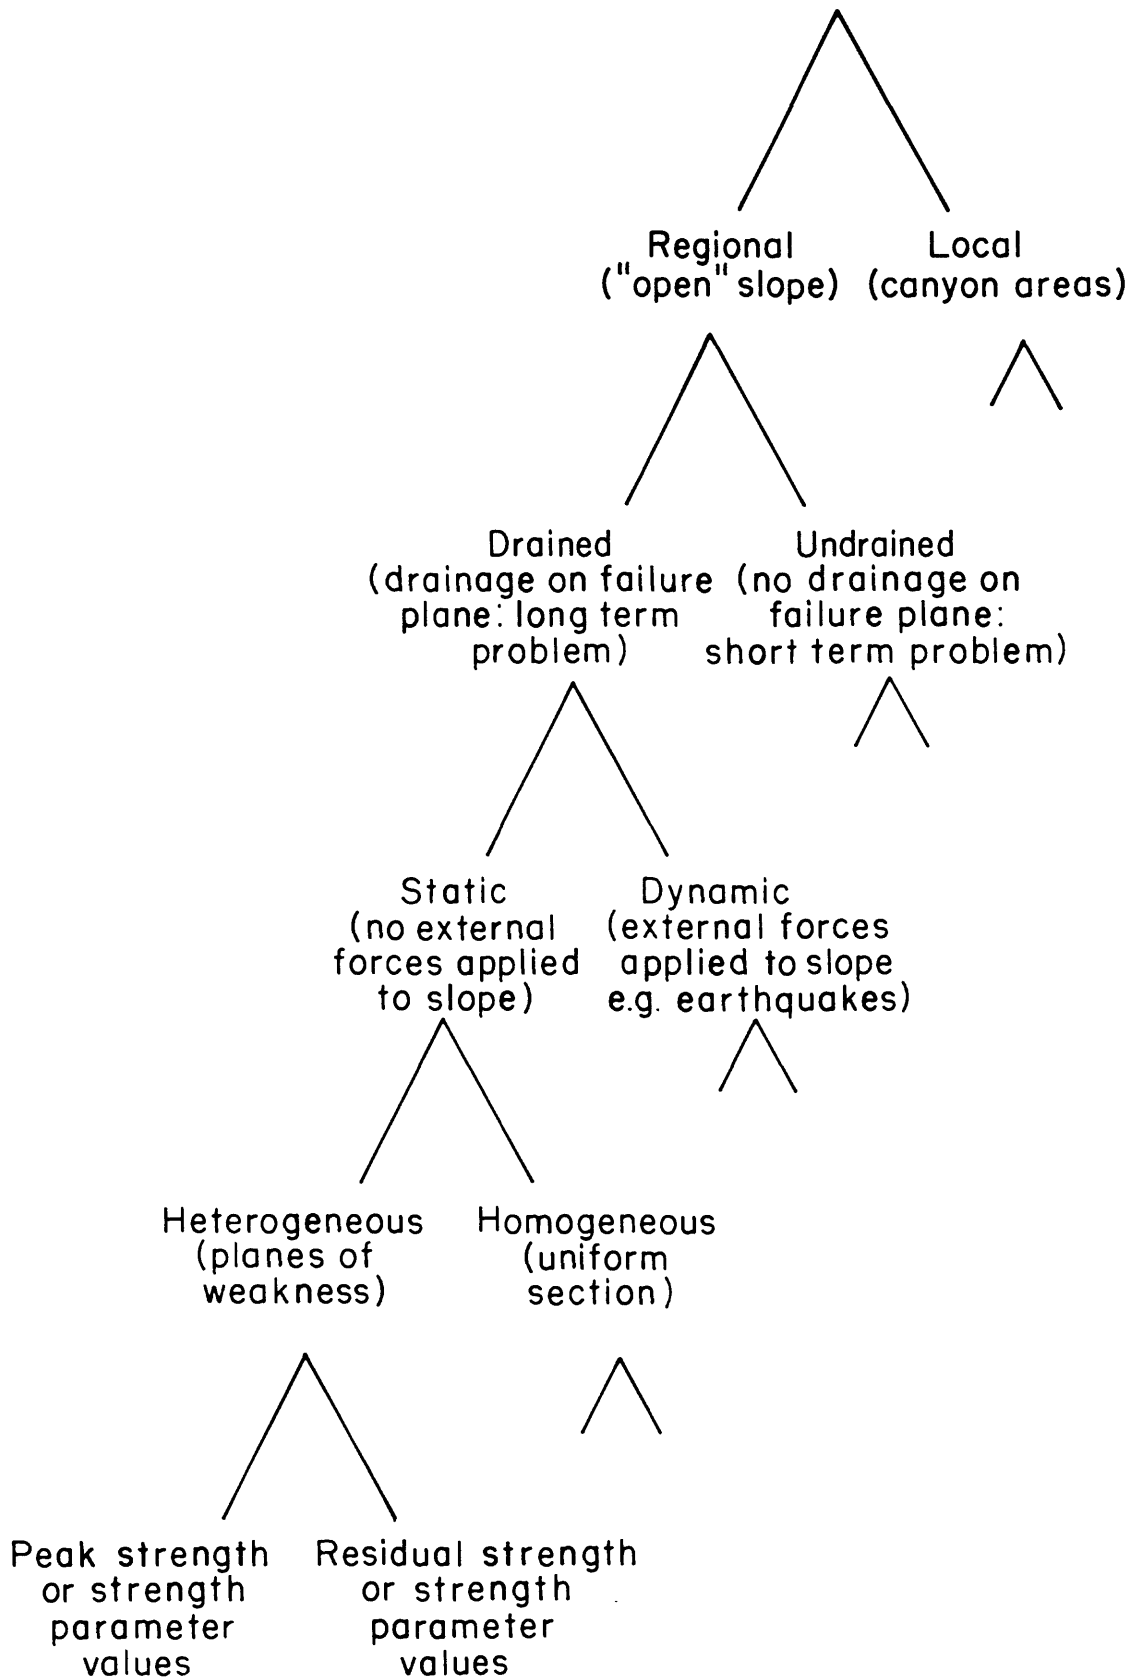 Regional
("open" slope)
Local
(canyon areas)
Drained
(drainage on failure
plane: long term
problem)
Undrained
(no drainage on
failure plane:
short term problem)
Static
(no external
forces applied
to slope)
Dynamic
(external forces
applied to slope
e.g. earthquakes)
Heterogeneous
(planes of
weakness)
Homogeneous
(uniform
section)
Peak strength
or strength
parameter
values
Residual strength
or strength
parameter
values